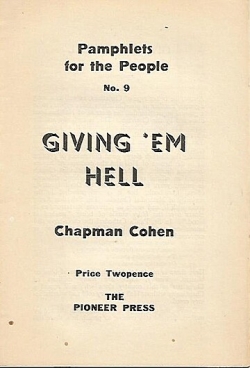 Pamphlets
for the People
No. 9
GIVING 'EM
HELL
Chapman Cohen
Price Twopence
THE
PIONEER PRESS